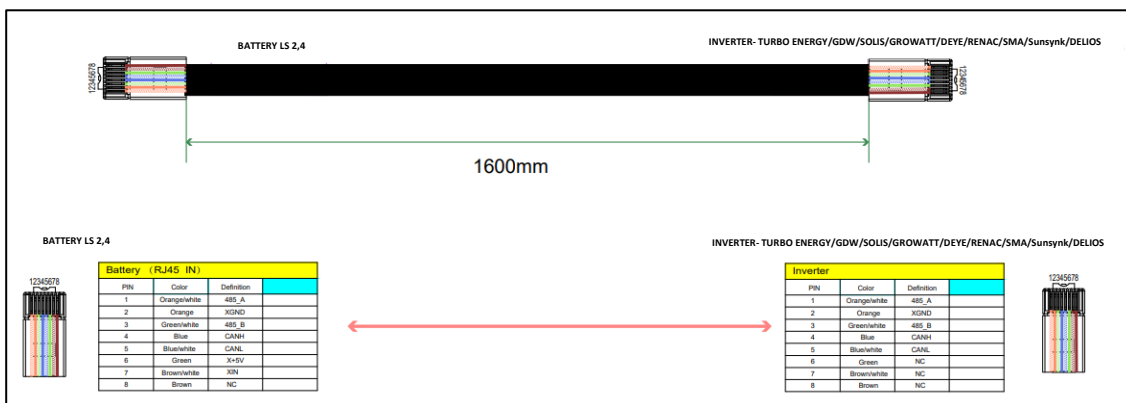 BATTERY LS 2,4
INVERTER- TURBO ENERGY/GDW/SOLIS/GROWATT/DEYE/RENAC/SMA/Sunsynk/DELIOS
12345678
12345678
1600mm
BATTERY LS 2,4
INVERTER- TURBO ENERGY/GDW/SOLIS/GROWATT/DEYE/RENAC/SMA/Sunsynk/DELIOS
12345678
Battery (RJ45 IN)
PIN Color Definition
1 Orange/white 485_A
2 Orange XGND
3 Green/white 485_B
4 Blue CANH
5 Blue/white CANL
6 Green X+5V
7 Brown/white XIN
8 Brown NC
Inverter
PIN Color Definition
1 Orange/white 485_A
2 Orange XGND
3 Green/white 485_B
4 Blue CANH
5 Blue/white CANL
6 Green NC
7 Brown/white NC
8 Brown NC
12345678